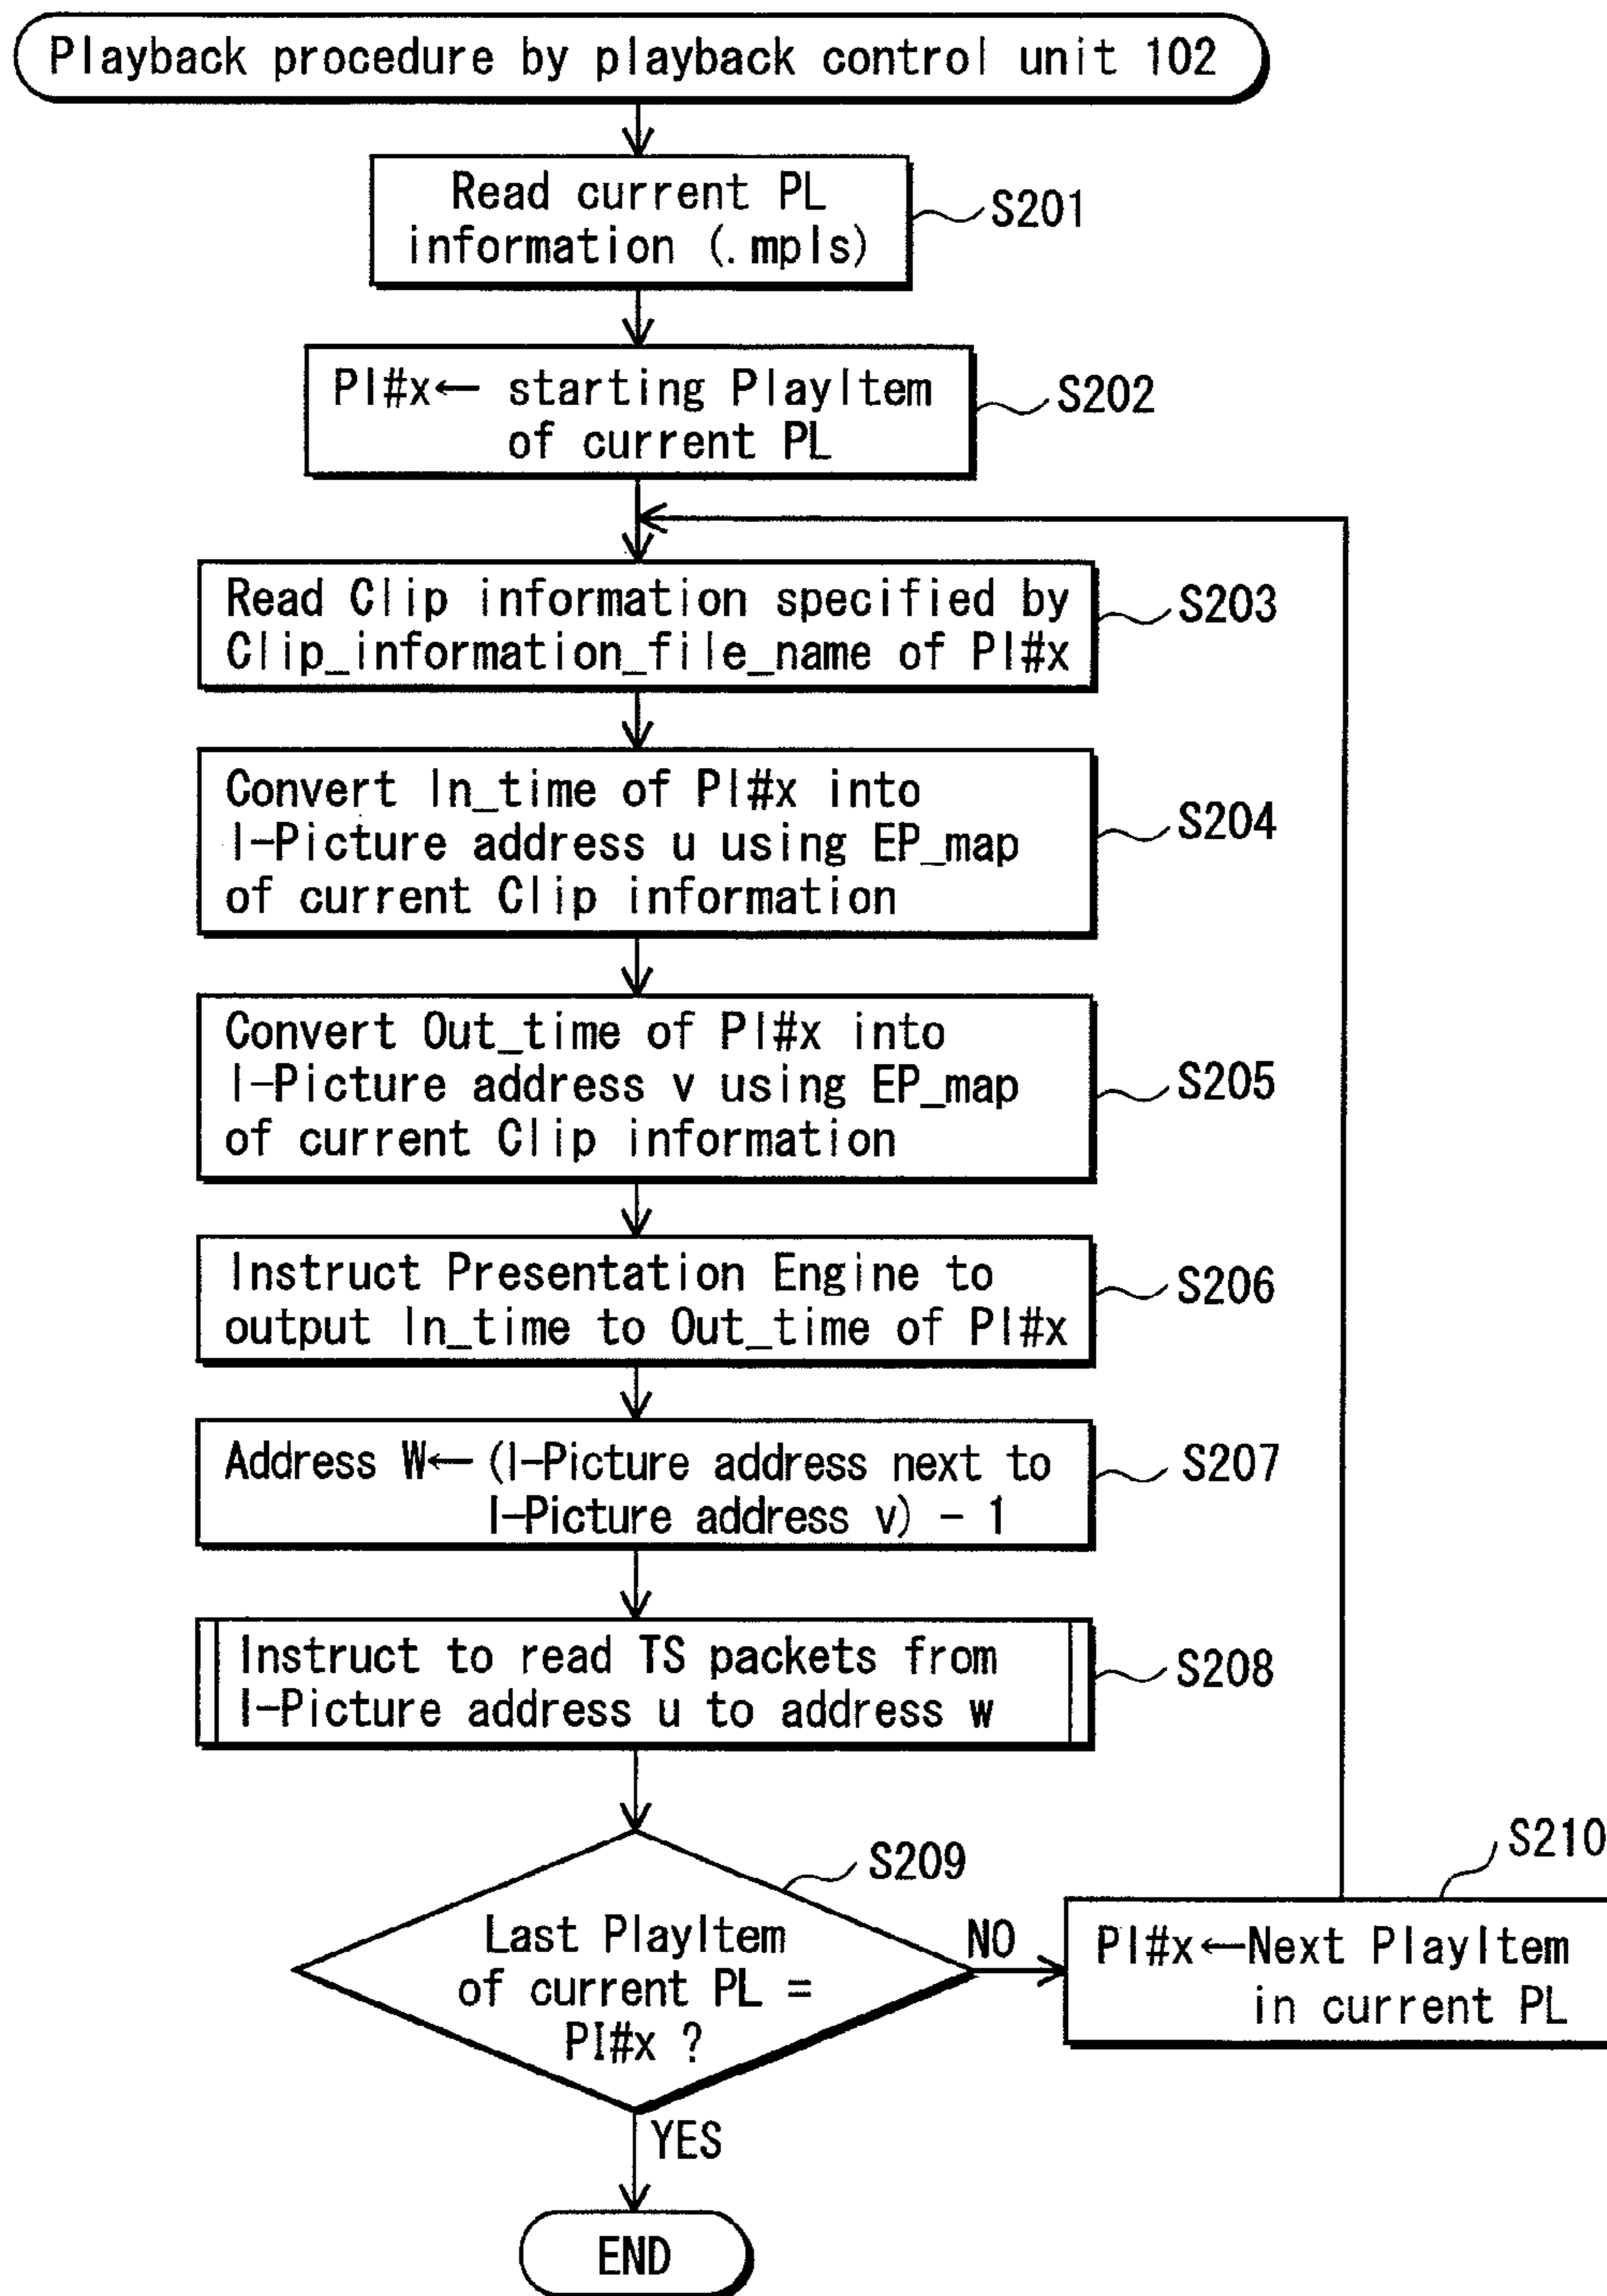 Playback procedure by playback control unit 102
Read current PL
information (.mpls)
S201
PI#x← starting PlayItem
of current PL
S202
Read Clip information specified by
Clip_information_file_name of PI#x
S203
Convert In_time of PI#x into
I-Picture address u using EP_map
of current Clip information
S204
Convert Out_time of PI#x into
I-Picture address v using EP_map
of current Clip information
S205
Instruct Presentation Engine to
output In_time to Out_time of PI#x
S206
Address W← (I-Picture address next to
I-Picture address v) - 1
S207
Instruct to read TS packets from
I-Picture address u to address w
S208
S209
Last PlayItem
of current PL =
PI#x ?
NO
S210
PI#x←Next PlayItem
in current PL
YES
END